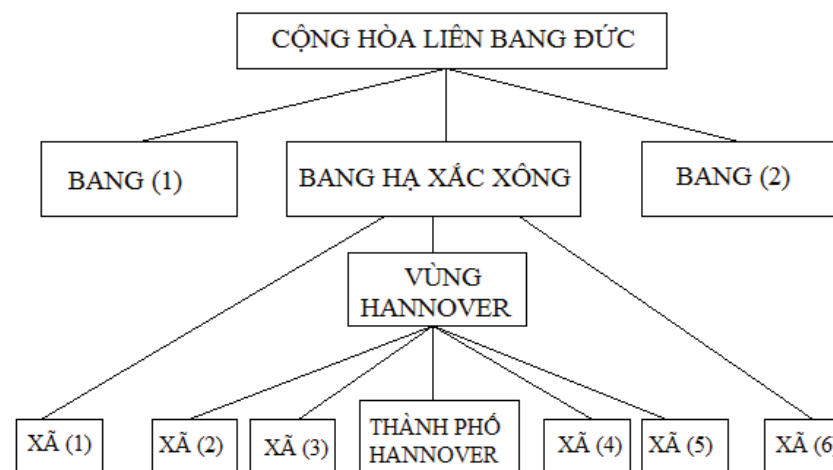 CỘNG HÒA LIÊN BANG ĐỨC
BANG (1)
BANG HẠ XẮC XÔNG
BANG (2)
VÙNG
HANNOVER
XÃ (1)
XÃ (2)
XÃ (3)
THÀNH PHỐ
HANNOVER
XÃ (4)
XÃ (5)
XÃ (6)